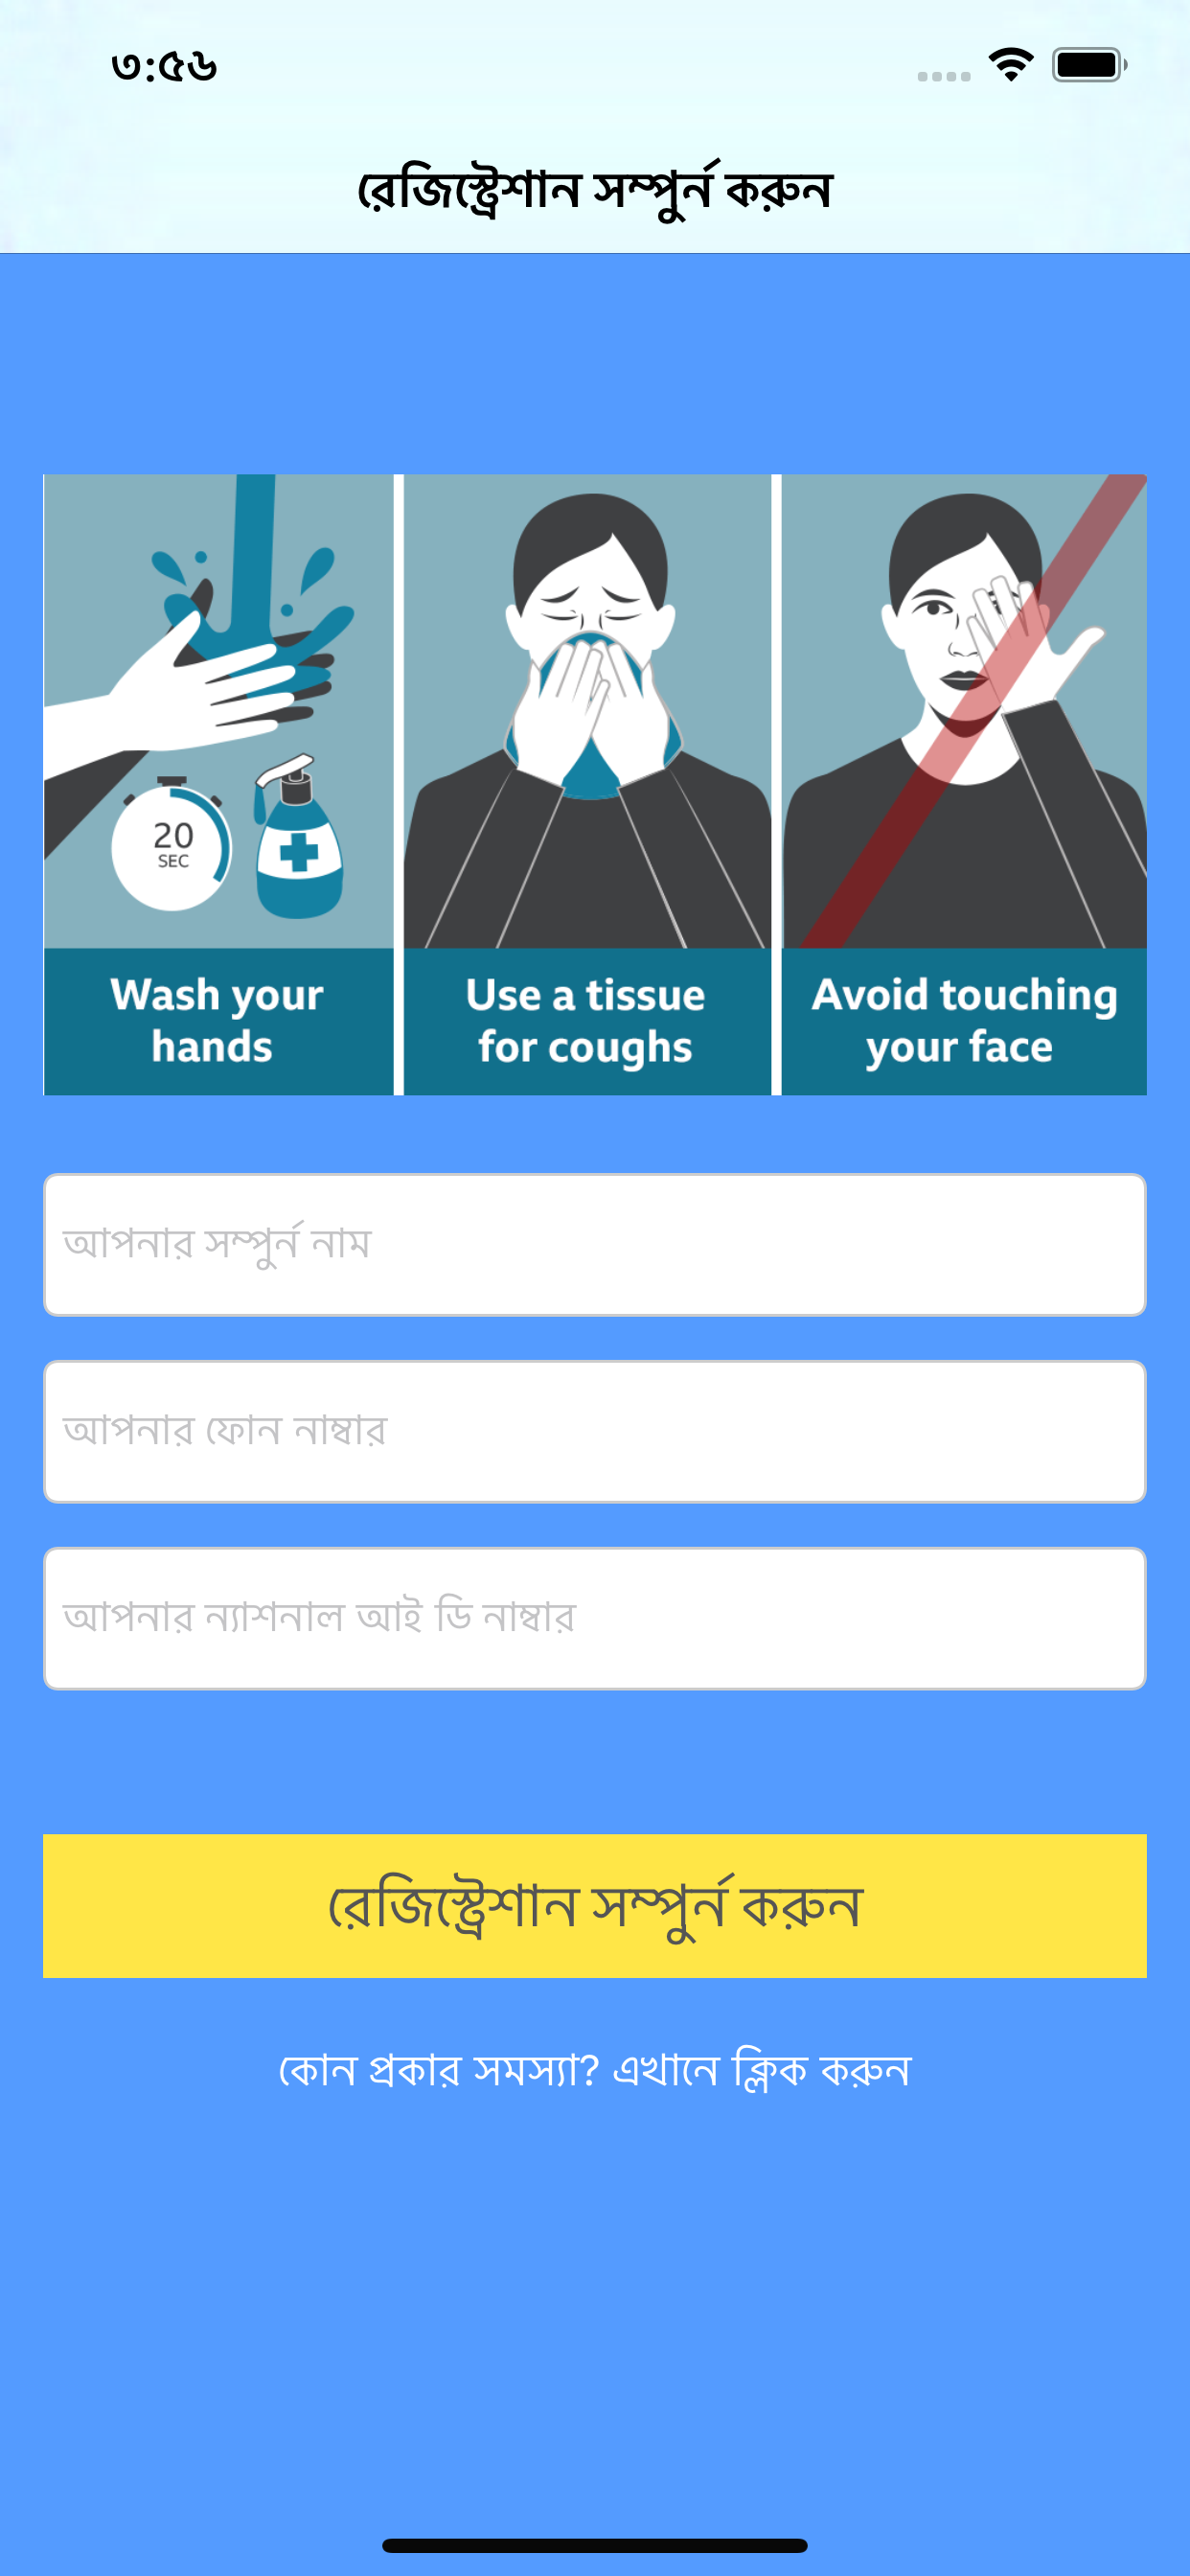 ৩:৫৬
রেজিস্ট্রেশান সম্পুর্ন করুন
20
SEC
Wash your
hands
Use a tissue
for coughs
Avoid touching
your face
আপনার সম্পুর্ন নাম
আপনার ফোন নাম্বার
আপনার ন্যাশনাল আই ডি নাম্বার
রেজিস্ট্রেশান সম্পুর্ন করুন
কোন প্রকার সমস্যা? এখানে ক্লিক করুন